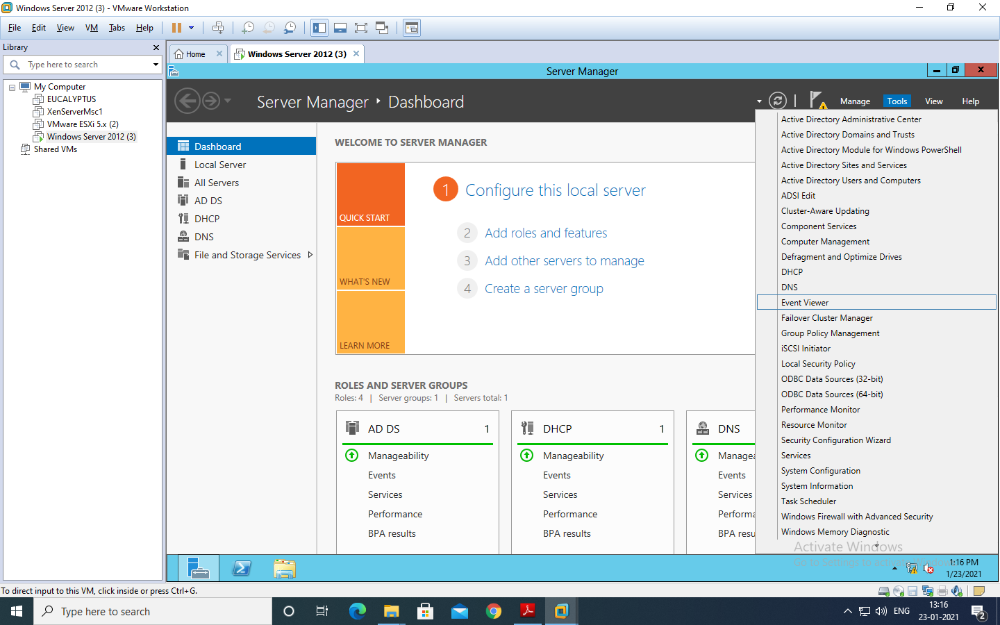 Windows Server 2012 (3) - VMware Workstation
File Edit View VM Tabs Help
Library
Type here to search
My Computer
EUCALYPTUS
XenServerMsc1
VMware ESXi 5.x (2)
Windows Server 2012 (3)
Shared VMs
Home
Windows Server 2012 (3)
Server Manager
Server Manager Dashboard
Manage Tools View Help
Dashboard
Local Server
All Servers
AD DS
DHCP
DNS
File and Storage Services
WELCOME TO SERVER MANAGER
QUICK START
WHAT'S NEW
LEARN MORE
1 Configure this local server
2 Add roles and features
3 Add other servers to manage
4 Create a server group
ROLES AND SERVER GROUPS
Roles: 4 | Server groups: 1 | Servers total: 1
AD DS 1
Manageability
Events
Services
Performance
BPA results
DHCP 1
Manageability
Events
Services
Performance
BPA results
DNS
Managea
Events
Services
Performa
BPA resu
Active Directory Administrative Center
Active Directory Domains and Trusts
Active Directory Module for Windows PowerShell
Active Directory Sites and Services
Active Directory Users and Computers
ADSI Edit
Cluster-Aware Updating
Component Services
Computer Management
Defragment and Optimize Drives
DHCP
DNS
Event Viewer
Failover Cluster Manager
Group Policy Management
iSCSI Initiator
Local Security Policy
ODBC Data Sources (32-bit)
ODBC Data Sources (64-bit)
Performance Monitor
Resource Monitor
Security Configuration Wizard
Services
System Configuration
System Information
Task Scheduler
Windows Firewall with Advanced Security
Windows Memory Diagnostic
Activate Windows
Go to Settings to activate
1:16 PM
1/23/2021
To direct input to this VM, click inside or press Ctrl+G.
Type here to search
ENG
13:16
23-01-2021
2